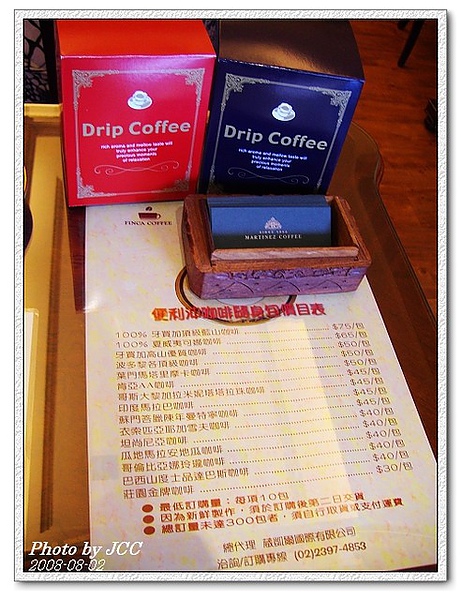 Drip Coffee
rich aroma and mellow taste will
truly enhance your
precious moments
of relaxation
Drip Coffee
rich aroma and mellow taste will
truly enhance your
precious moments
of relaxation
FINCA COFFEE
MARTINEZ COFFEE
便利沖咖啡隨身包價目表
100% 牙買加頂級藍山咖啡 $75/包
100% 夏威夷可娜咖啡 $65/包
牙買加高山優質咖啡 $50/包
波多黎各頂級咖啡 $50/包
葉門馬塔里摩卡咖啡 $50/包
肯亞AA咖啡 $45/包
哥斯大黎加拉米妮塔塔拉珠咖啡 $45/包
印度馬拉巴咖啡 $45/包
蘇門答臘陳年曼特寧咖啡 $45/包
衣索匹亞耶加雪夫咖啡 $40/包
坦尚尼亞咖啡 $40/包
瓜地馬拉安地瓜咖啡 $40/包
哥倫比亞娜玲瓏咖啡 $40/包
巴西山度士品達巴斯咖啡 $40/包
莊園金牌咖啡 $30/包
● 最低訂購量：每項10包
● 因為新鮮製作，須於訂購後第二日交貨
● 總訂購量未達300包者，須自行取貨或支付運費
總代理 葳凱蘭國際有限公司
洽詢/訂購專線 (02)2397-4853
Photo by JCC
2008-08-02